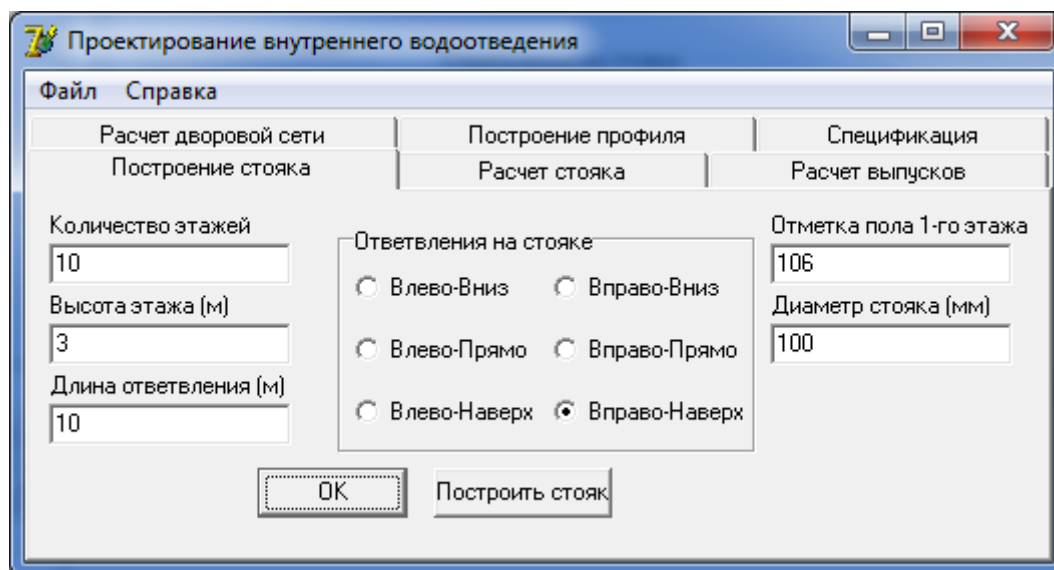 Проектирование внутреннего водоотведения
Файл Справка
Расчет дворовой сети Построение профиля Спецификация
Построение стояка Расчет стояка Расчет выпусков
Количество этажей
10
Высота этажа (м)
3
Длина ответвления (м)
10
Ответвления на стояке
Влево-Вниз Вправо-Вниз
Влево-Прямо Вправо-Прямо
Влево-Наверх Вправо-Наверх
Отметка пола 1-го этажа
106
Диаметр стояка (мм)
100
ОК Построить стояк